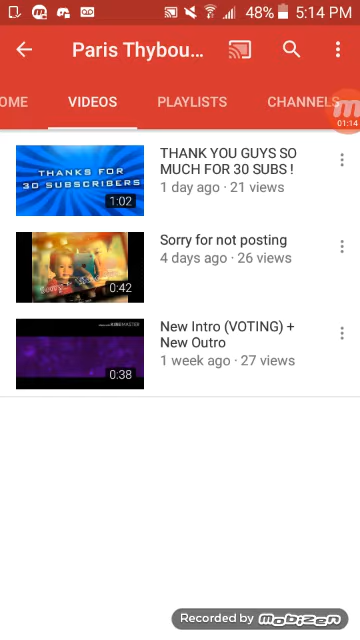 48% 5:14 PM
Paris Thybou...
OME VIDEOS PLAYLISTS CHANNELS
01:14
THANKS FOR
30 SUBSCRIBERS
1:02
THANK YOU GUYS SO
MUCH FOR 30 SUBS !
1 day ago · 21 views
0:42
Sorry for not posting
4 days ago · 26 views
KINEMASTER
0:38
New Intro (VOTING) +
New Outro
1 week ago · 27 views
Recorded by mobizen